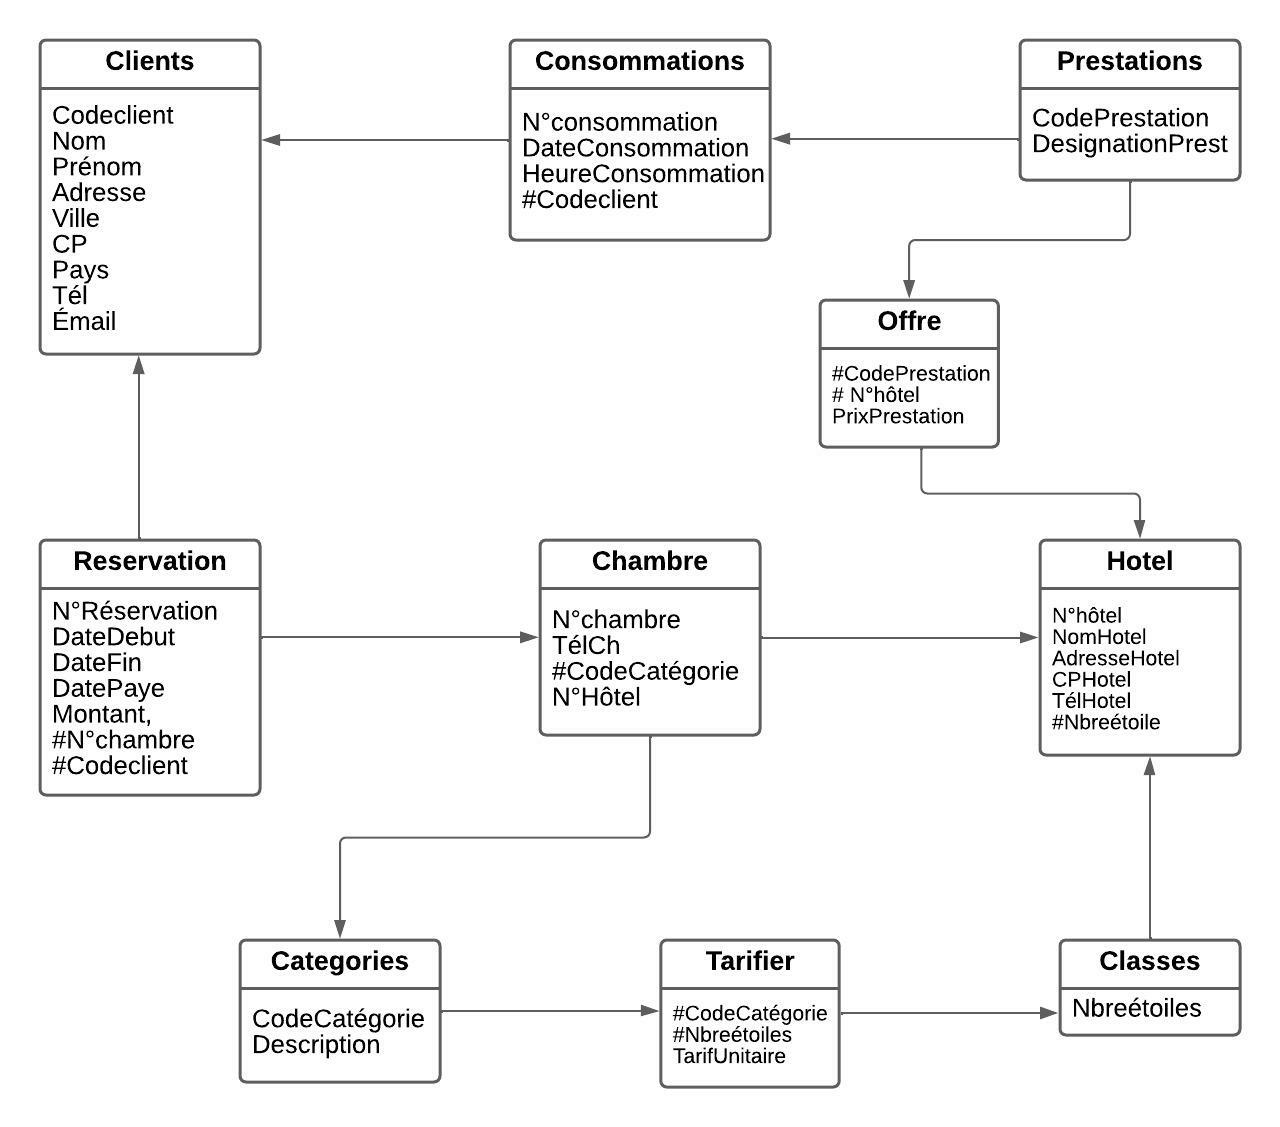 Clients
Codeclient
Nom
Prénom
Adresse
Ville
CP
Pays
Tél
Émail
Consommations
N°consommation
DateConsommation
HeureConsommation
#Codeclient
Prestations
CodePrestation
DesignationPrest
Offre
#CodePrestation
# N°hôtel
PrixPrestation
Reservation
N°Réservation
DateDebut
DateFin
DatePaye
Montant,
#N°chambre
#Codeclient
Chambre
N°chambre
TélCh
#CodeCatégorie
N°Hôtel
Hotel
N°hôtel
NomHotel
AdresseHotel
CPHotel
TélHotel
#Nbreétoile
Categories
CodeCatégorie
Description
Tarifier
#CodeCatégorie
#Nbreétoiles
TarifUnitaire
Classes
Nbreétoiles